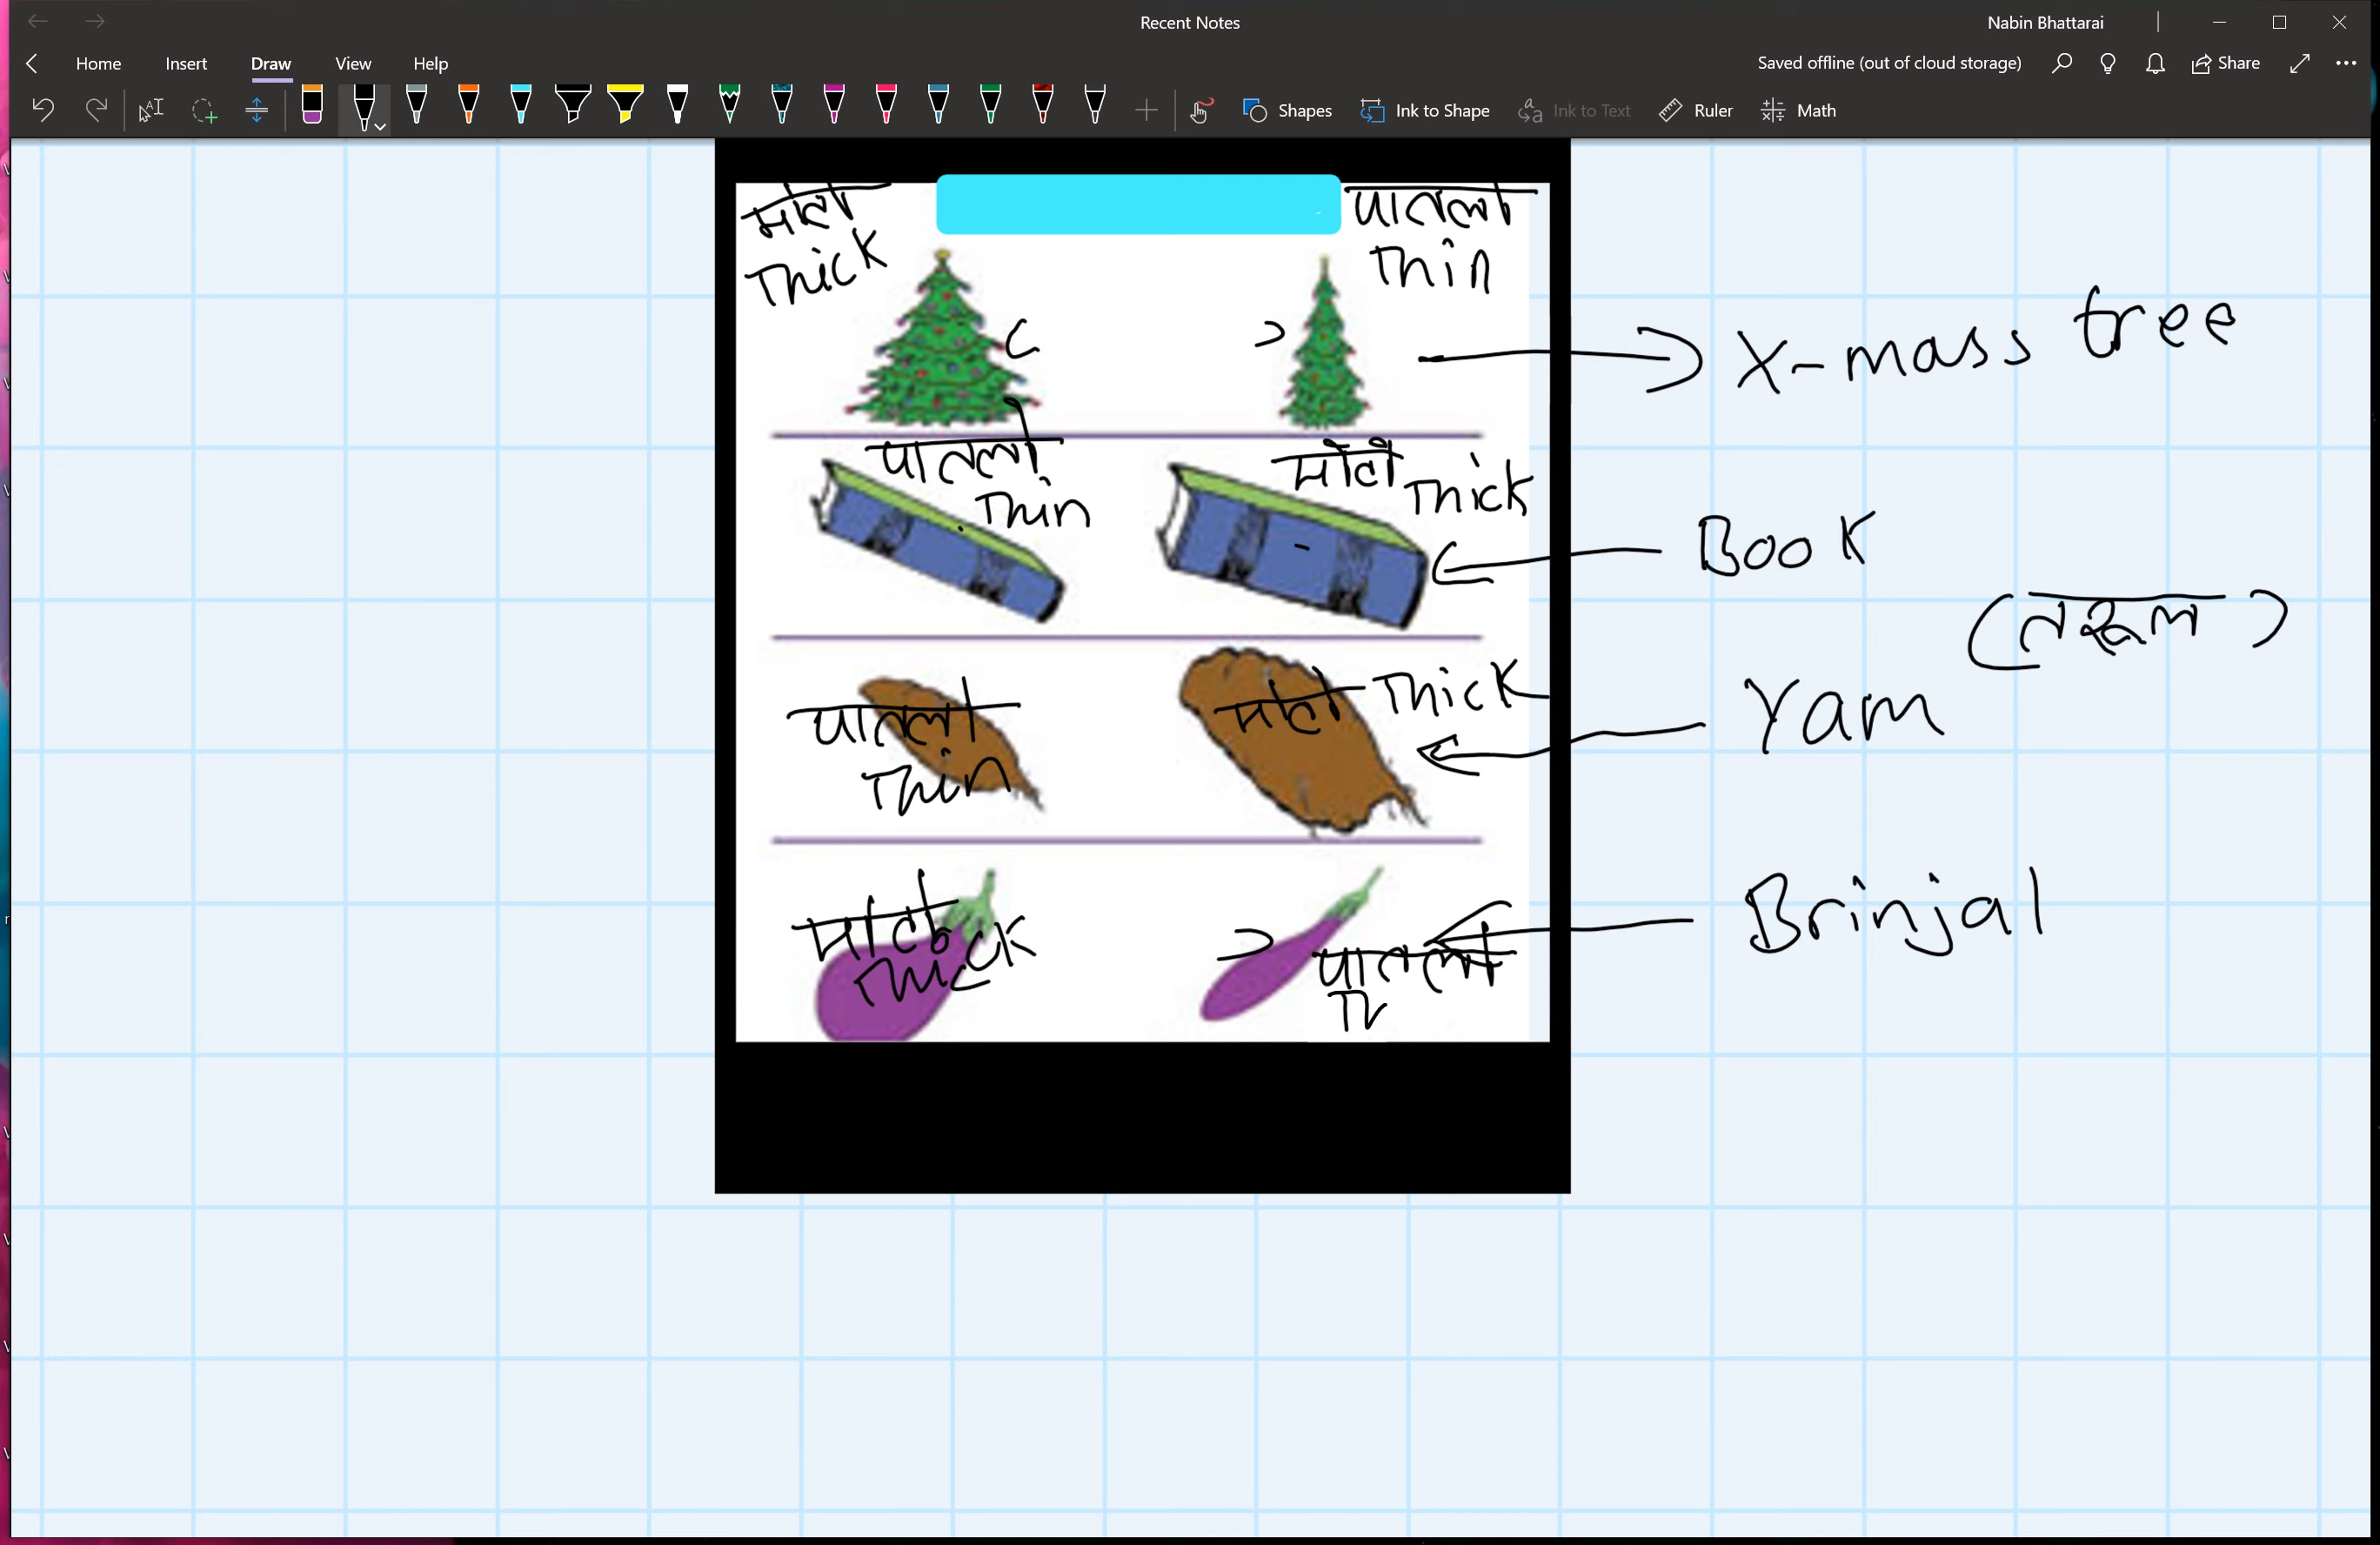 Recent Notes
Nabin Bhattarai
Home Insert Draw View Help
Saved offline (out of cloud storage)
Share
Shapes
Ink to Shape
Ink to Text
Ruler
Math
मोटो
Thick
पातलो
Thin
X-mass tree
पातलो
Thin
मोटो
Thick
Book
पातलो
Thin
मोटो
Thick
(तरुल)
Yam
मोटो
Thick
पातलो
Brinjal